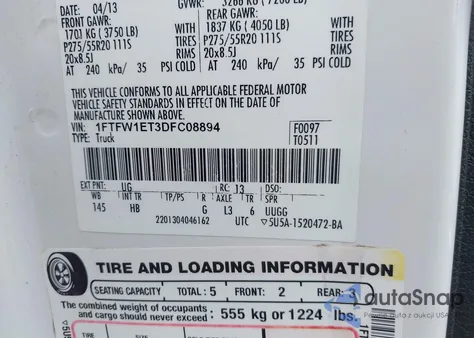 DATE: 04/13 GVWR: 3266 KG / 7200 LB)
FRONT GAWR: REAR GAWR:
1701 KG ( 3750 LB) WITH 1837 KG ( 4050 LB) WITH
P275/55R20 111S TIRES P275/55R20 111S TIRES
20x8.5J RIMS 20x8.5J RIMS
AT 240 kPa/ 35 PSI COLD AT 240 kPa/ 35 PSI COLD
THIS VEHICLE CONFORMS TO ALL APPLICABLE FEDERAL MOTOR
VEHICLE SAFETY STANDARDS IN EFFECT ON THE DATE OF
MANUFACTURE SHOWN ABOVE.
VIN: 1FTFW1ET3DFC08894 F0097
TYPE: Truck T0511
EXT PNT: UG RC: 13 DSO:
WB INT TR TP/PS R AXLE TR SPR
145 HB G L3 6 UUGG
2201304046162 UTC ▽5U5A-1520472-BA
TIRE AND LOADING INFORMATION
SEATING CAPACITY TOTAL: 5 FRONT: 2 REAR: 3
The combined weight of occupants
and cargo should never exceed: 555 kg or 1224 lbs.
TIRE SIZE
autaSnap